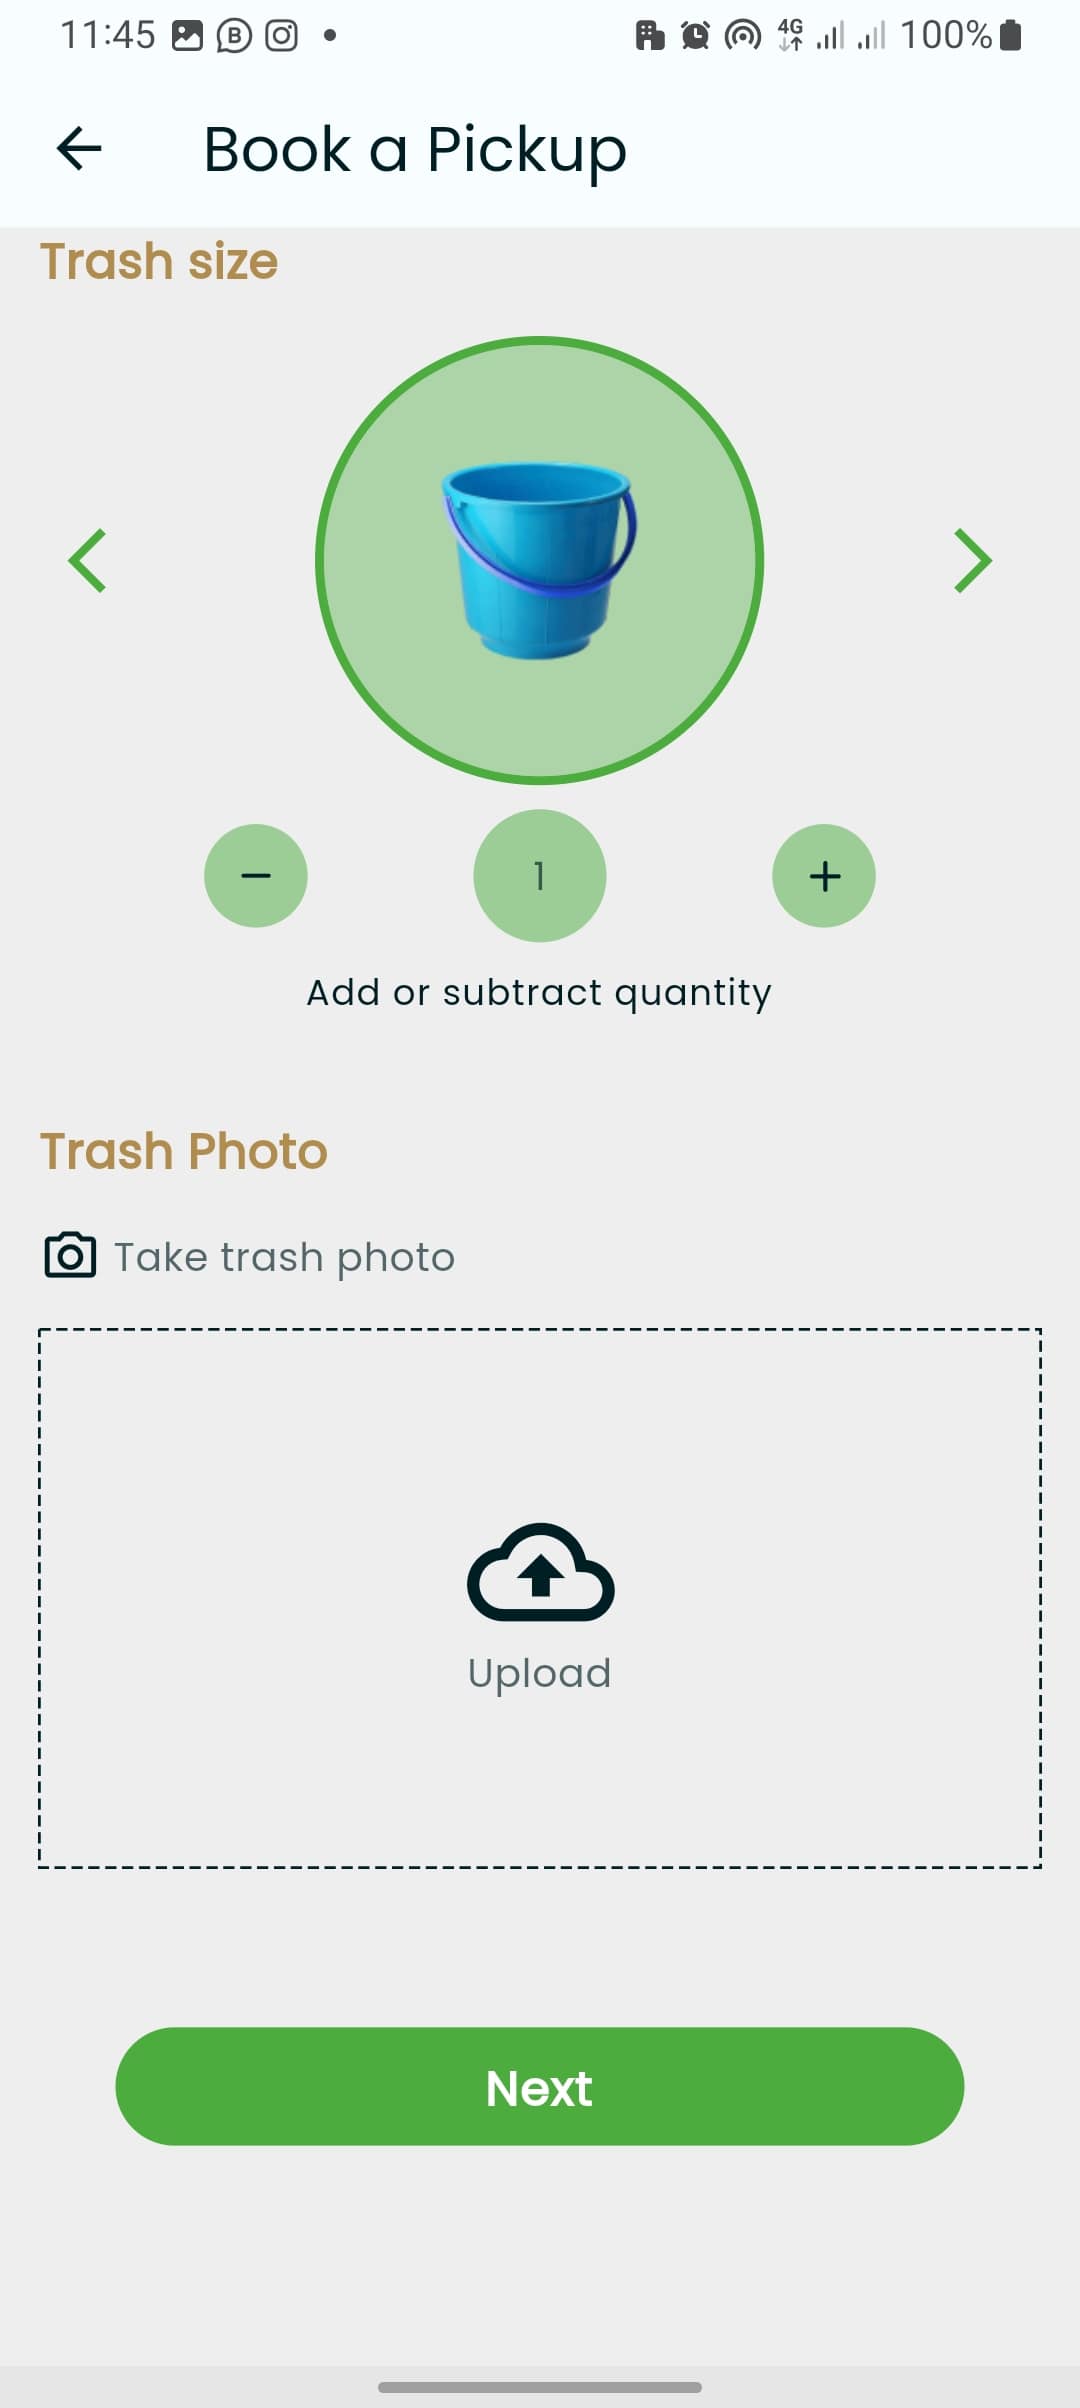 11:45
4G
100%
Book a Pickup
Trash size
1
Add or subtract quantity
Trash Photo
Take trash photo
Upload
Next